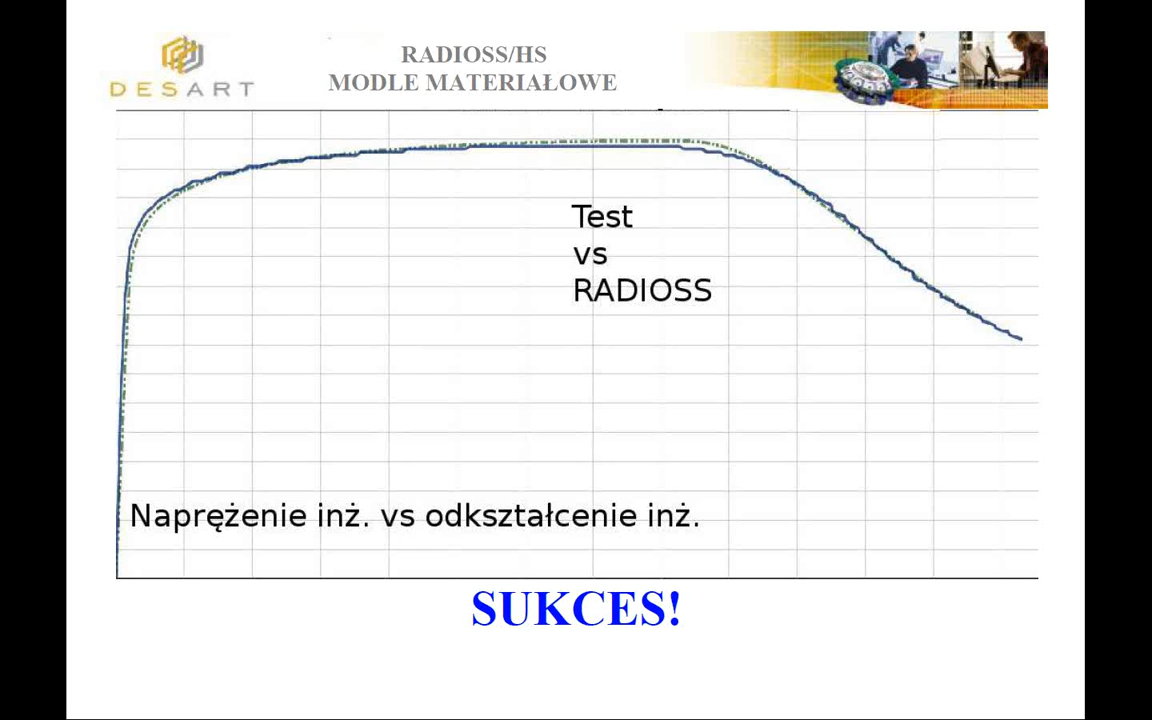 RADIOSS/HS
MODLE MATERIAŁOWE
DESART
Test
vs
RADIOSS
Naprężenie inż. vs odkształcenie inż.
SUKCES!